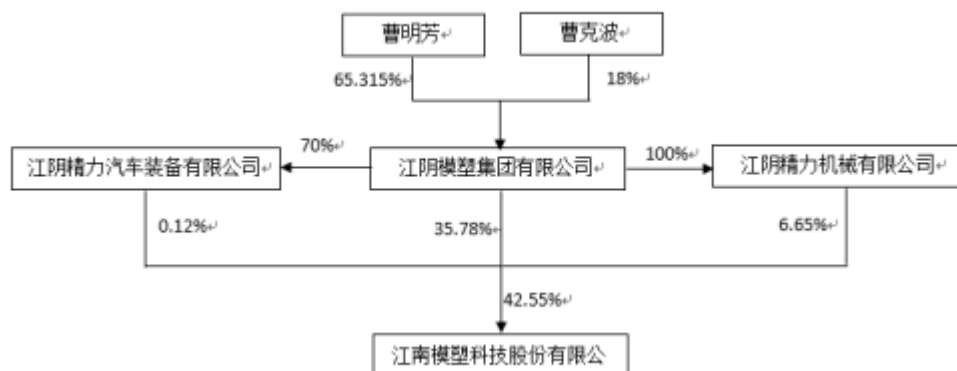 曹明芳↵
曹克波↵
65.315%↵
18%↵
70%↵
100%↵
江阴精力汽车装备有限公司↵
江阴模塑集团有限公司↵
江阴精力机械有限公司↵
0.12%↵
35.78%↵
6.65%↵
42.55%↵
江南模塑科技股份有限公